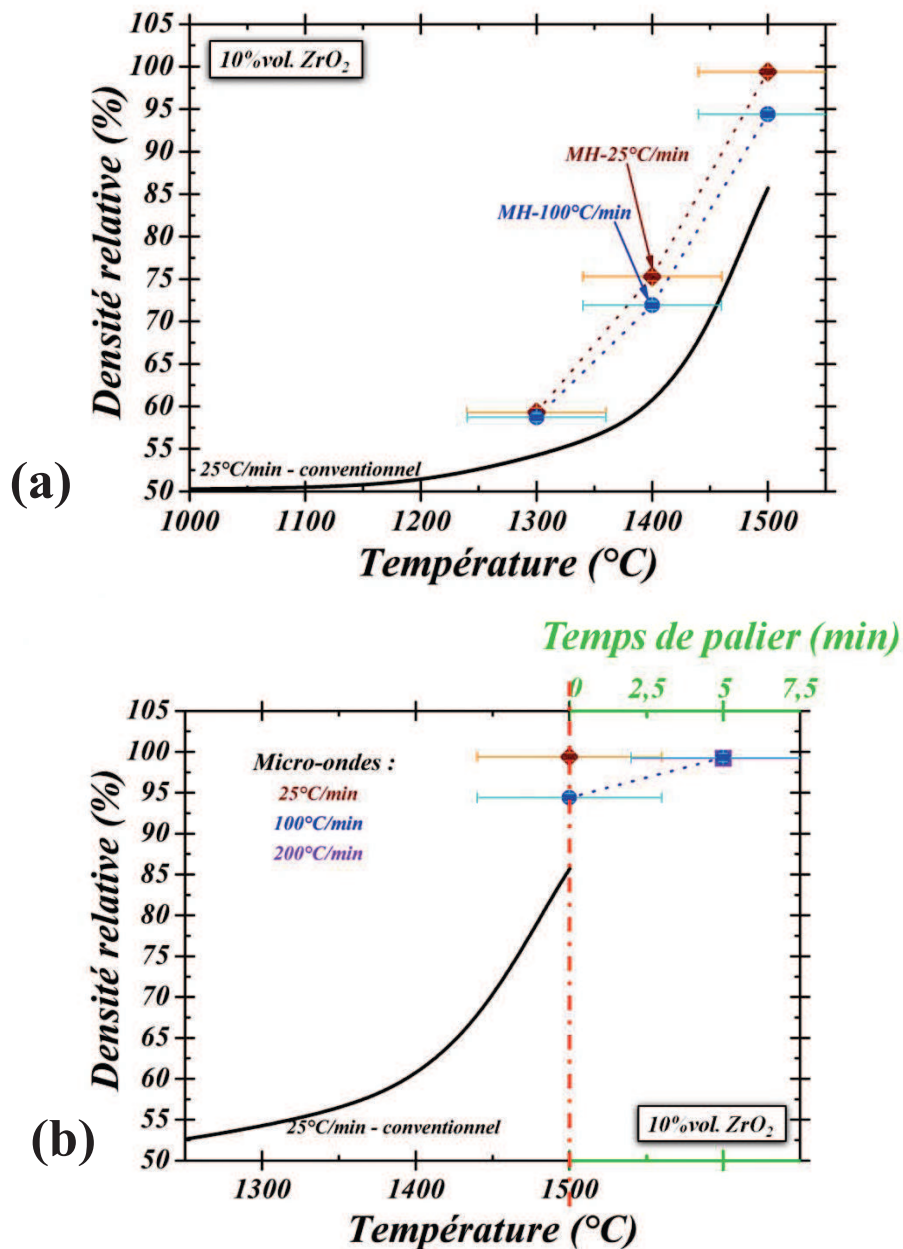 105
100
95
90
85
80
75
70
65
60
55
50
Densité relative (%)
10%vol. ZrO₂
MH-25°C/min
MH-100°C/min
25°C/min - conventionnel
(a)
1000 1100 1200 1300 1400 1500
Température (°C)
Temps de palier (min)
0 2,5 5 7,5
105
100
95
90
85
80
75
70
65
60
55
50
Densité relative (%)
Micro-ondes :
25°C/min
100°C/min
200°C/min
25°C/min - conventionnel
10%vol. ZrO₂
(b)
1300 1400 1500
Température (°C)